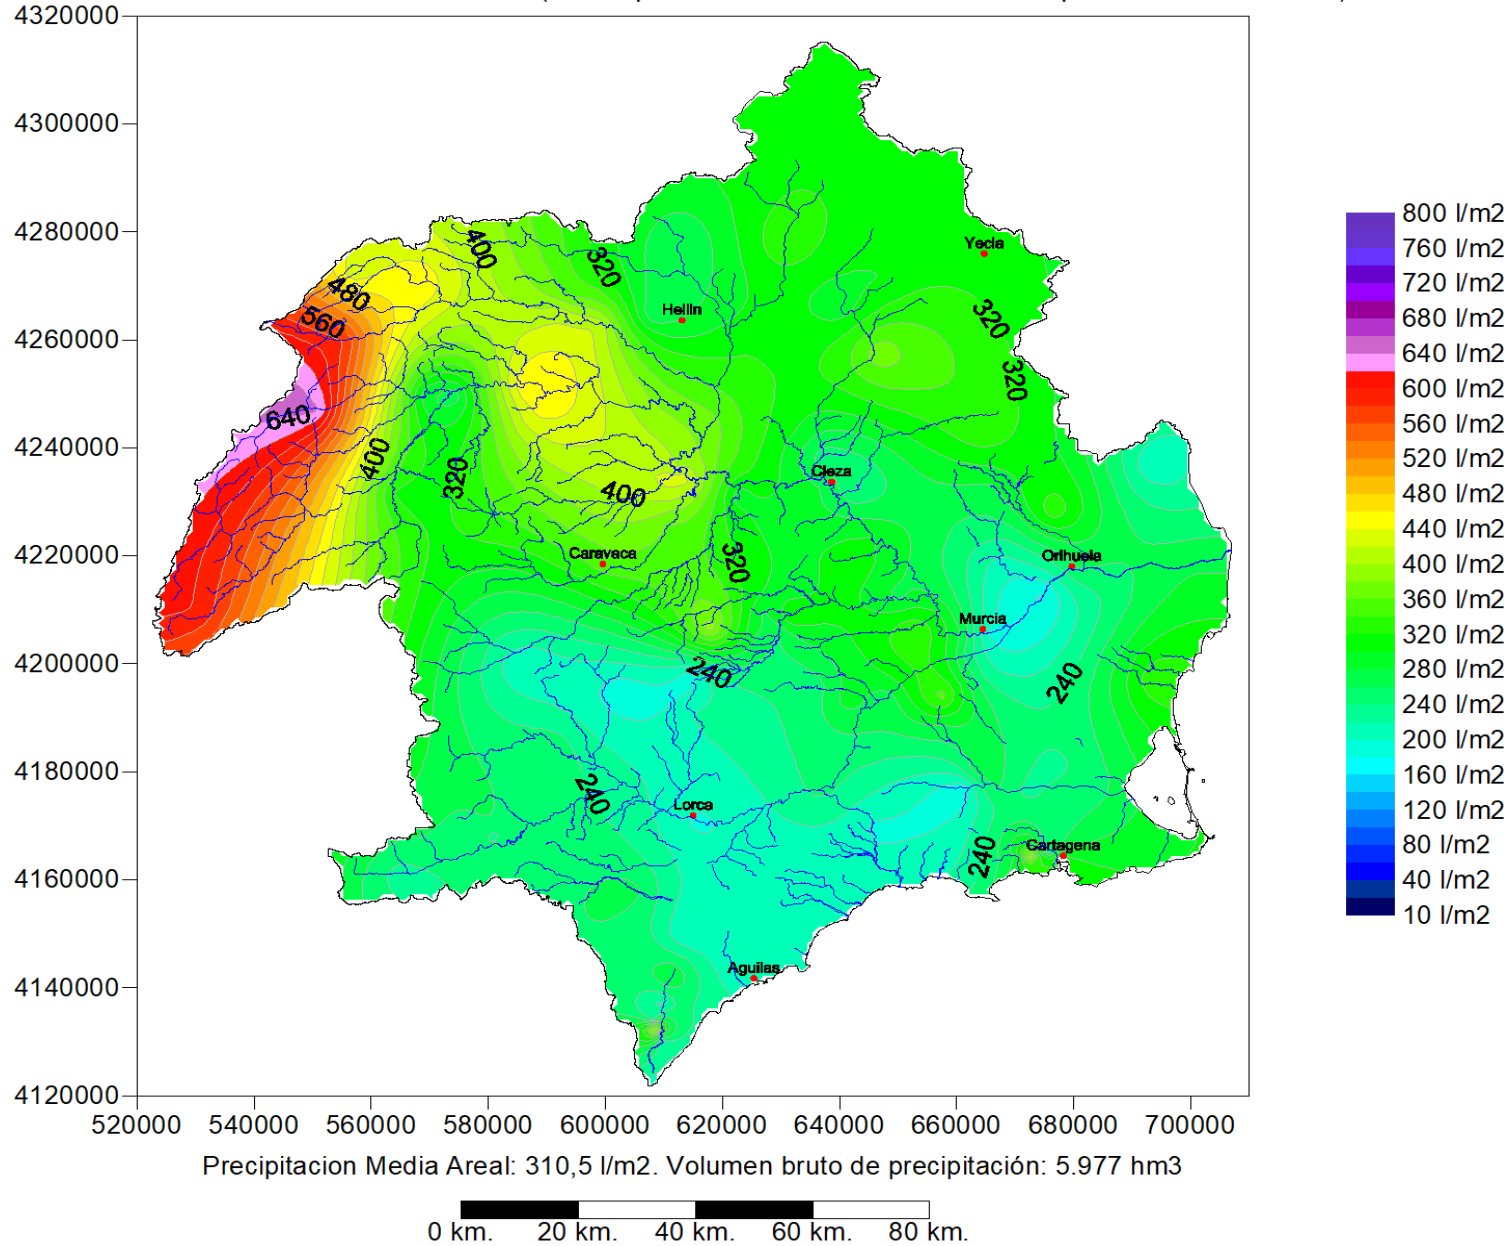 4320000
4300000
4280000
4260000
4240000
4220000
4200000
4180000
4160000
4140000
4120000
520000 540000 560000 580000 600000 620000 640000 660000 680000 700000
400
480
560
640
400
320
320
400
320
320
320
240
240
240
240
Yecla
Hellin
Cieza
Caravaca
Orihuela
Murcia
Lorca
Cartagena
Aguilas
800 l/m2
760 l/m2
720 l/m2
680 l/m2
640 l/m2
600 l/m2
560 l/m2
520 l/m2
480 l/m2
440 l/m2
400 l/m2
360 l/m2
320 l/m2
280 l/m2
240 l/m2
200 l/m2
160 l/m2
120 l/m2
80 l/m2
40 l/m2
10 l/m2
Precipitacion Media Areal: 310,5 l/m2. Volumen bruto de precipitación: 5.977 hm3
0 km. 20 km. 40 km. 60 km. 80 km.